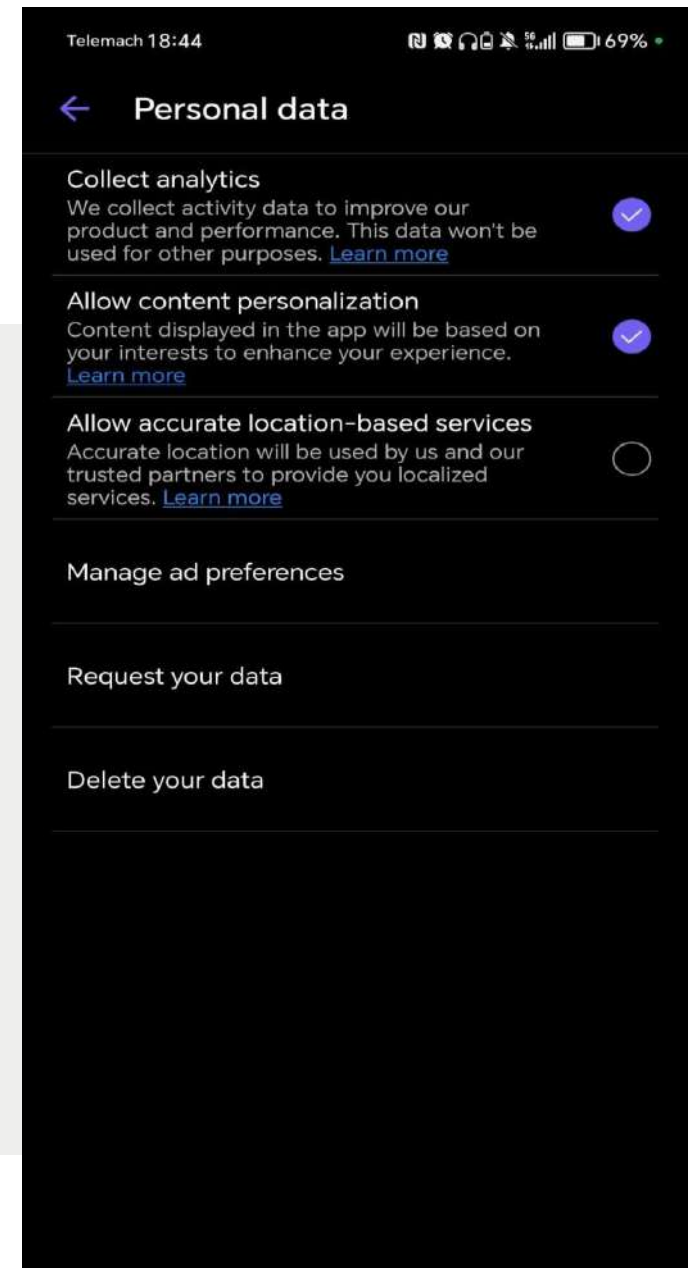 Telemach 18:44 69%
Personal data
Collect analytics
We collect activity data to improve our
product and performance. This data won't be
used for other purposes. Learn more
Allow content personalization
Content displayed in the app will be based on
your interests to enhance your experience.
Learn more
Allow accurate location-based services
Accurate location will be used by us and our
trusted partners to provide you localized
services. Learn more
Manage ad preferences
Request your data
Delete your data